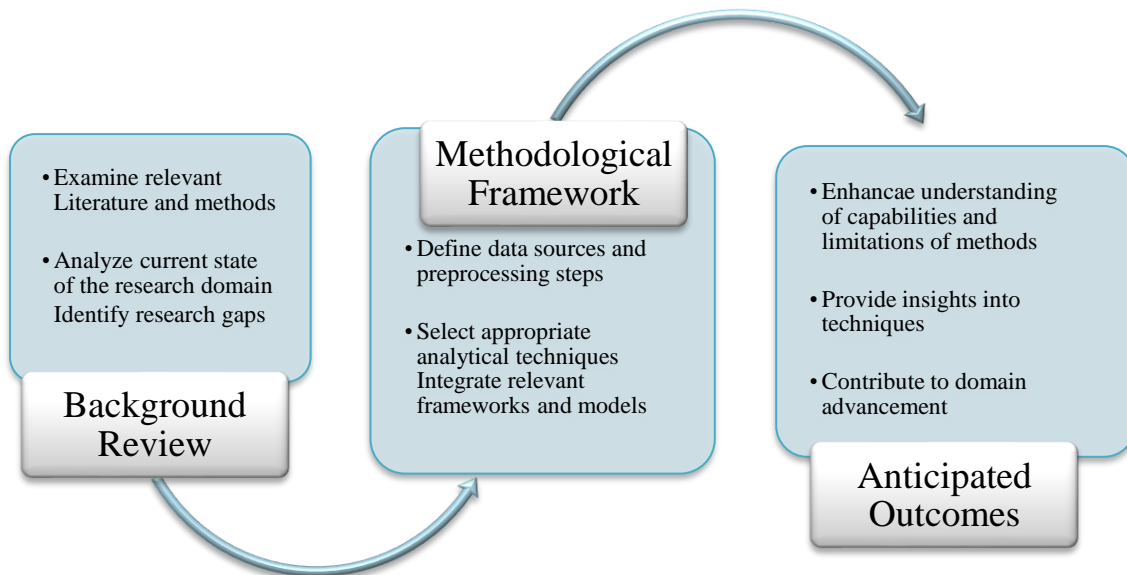 • Examine relevant
Literature and methods
• Analyze current state
of the research domain
Identify research gaps
Background
Review
Methodological
Framework
• Define data sources and
preprocessing steps
• Select appropriate
analytical techniques
Integrate relevant
frameworks and models
• Enhancae understanding
of capabilities and
limitations of methods
• Provide insights into
techniques
• Contribute to domain
advancement
Anticipated
Outcomes